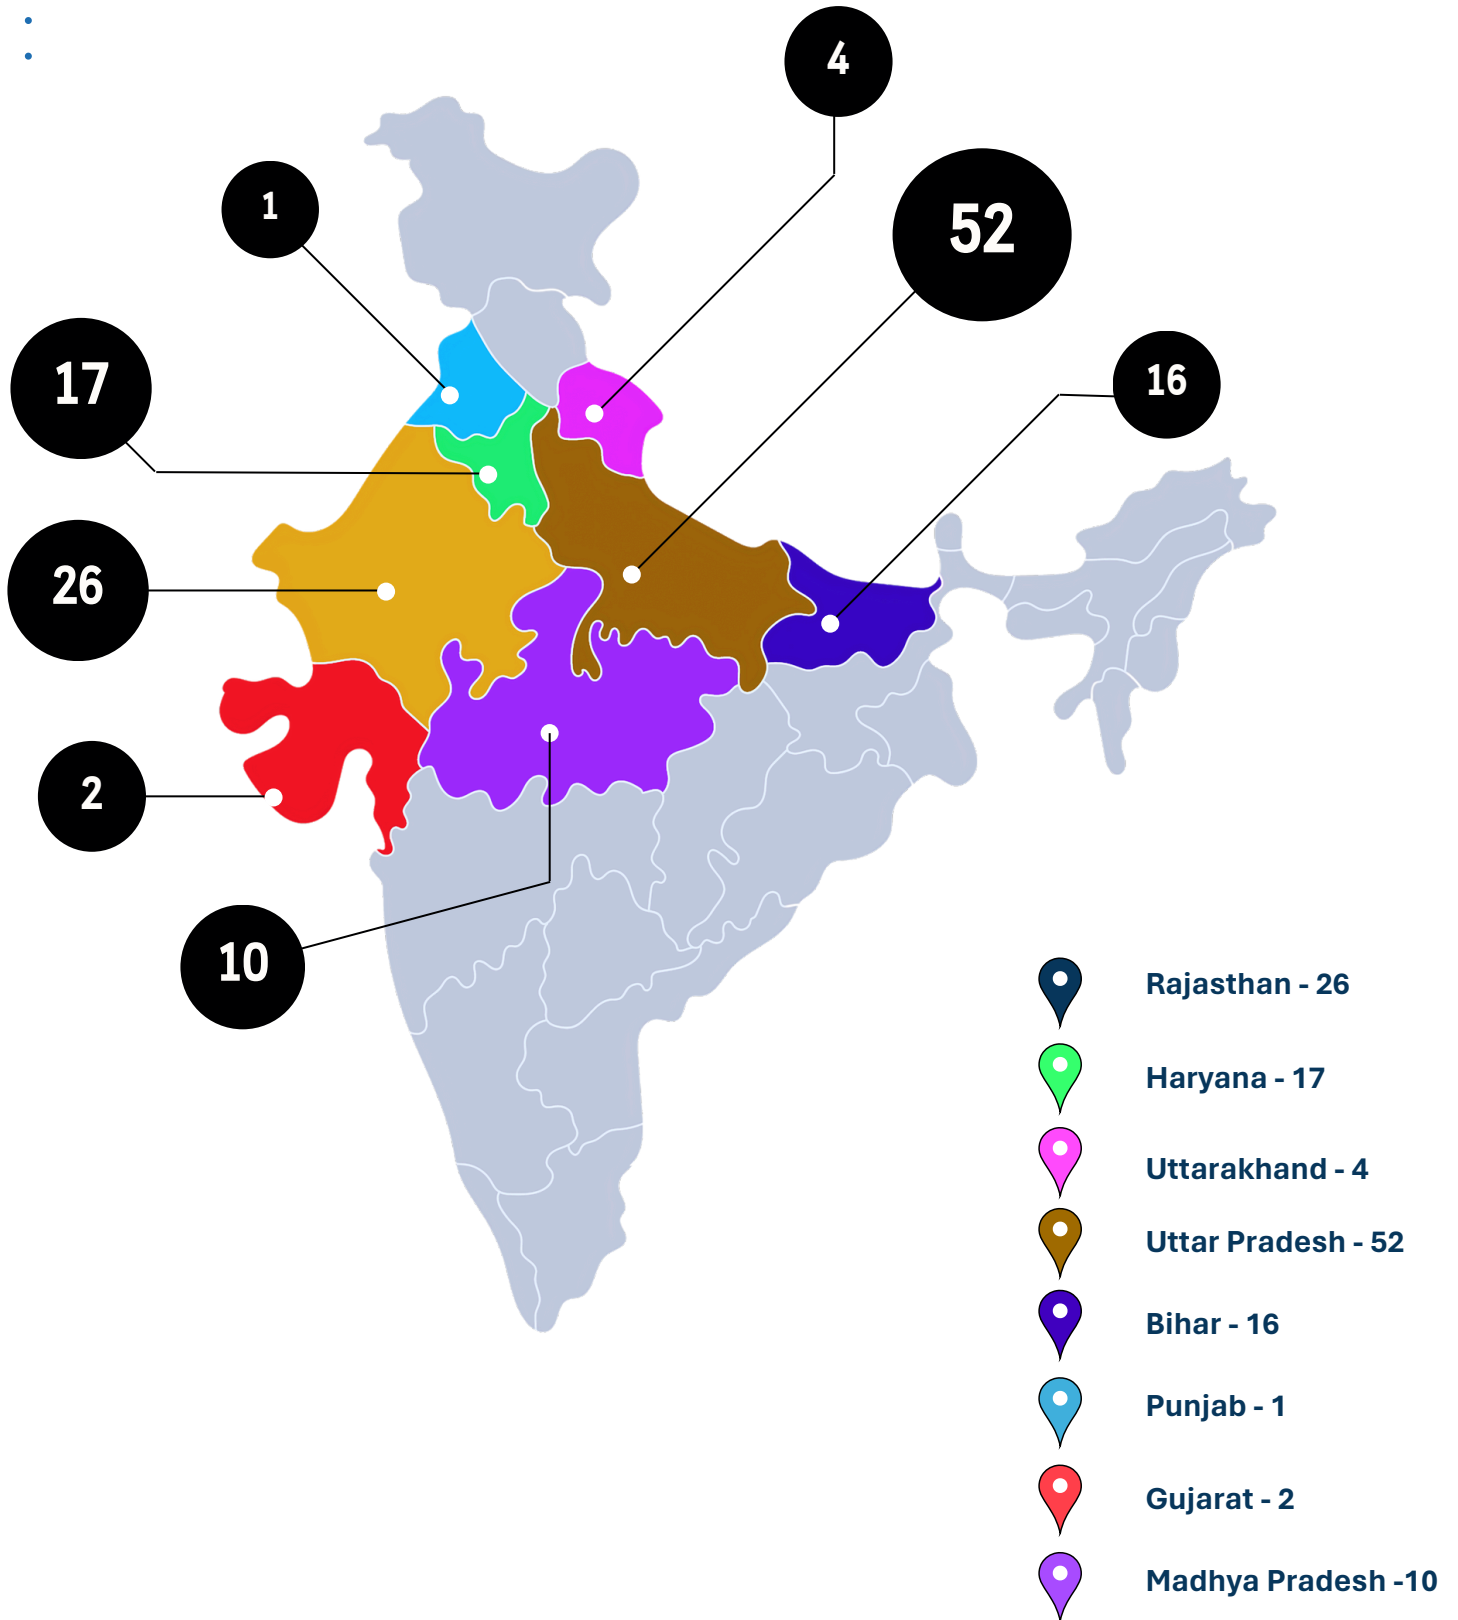 4
1
52
17
16
26
2
10
Rajasthan - 26
Haryana - 17
Uttarakhand - 4
Uttar Pradesh - 52
Bihar - 16
Punjab - 1
Gujarat - 2
Madhya Pradesh -10